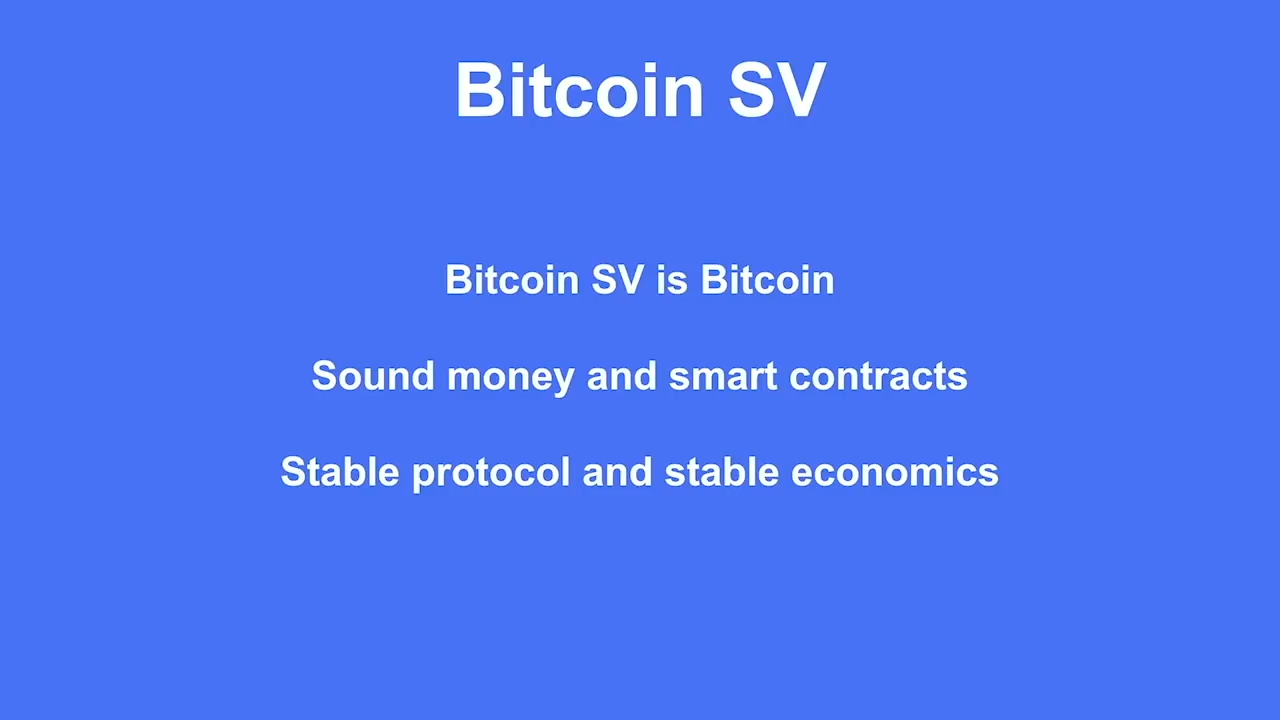 Bitcoin SV
Bitcoin SV is Bitcoin
Sound money and smart contracts
Stable protocol and stable economics